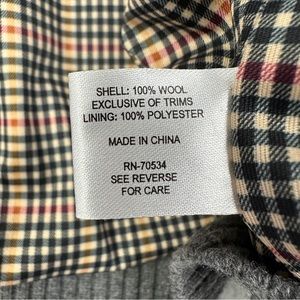 SHELL: 100% WOOL
EXCLUSIVE OF TRIMS
LINING: 100% POLYESTER
MADE IN CHINA
RN-70534
SEE REVERSE
FOR CARE